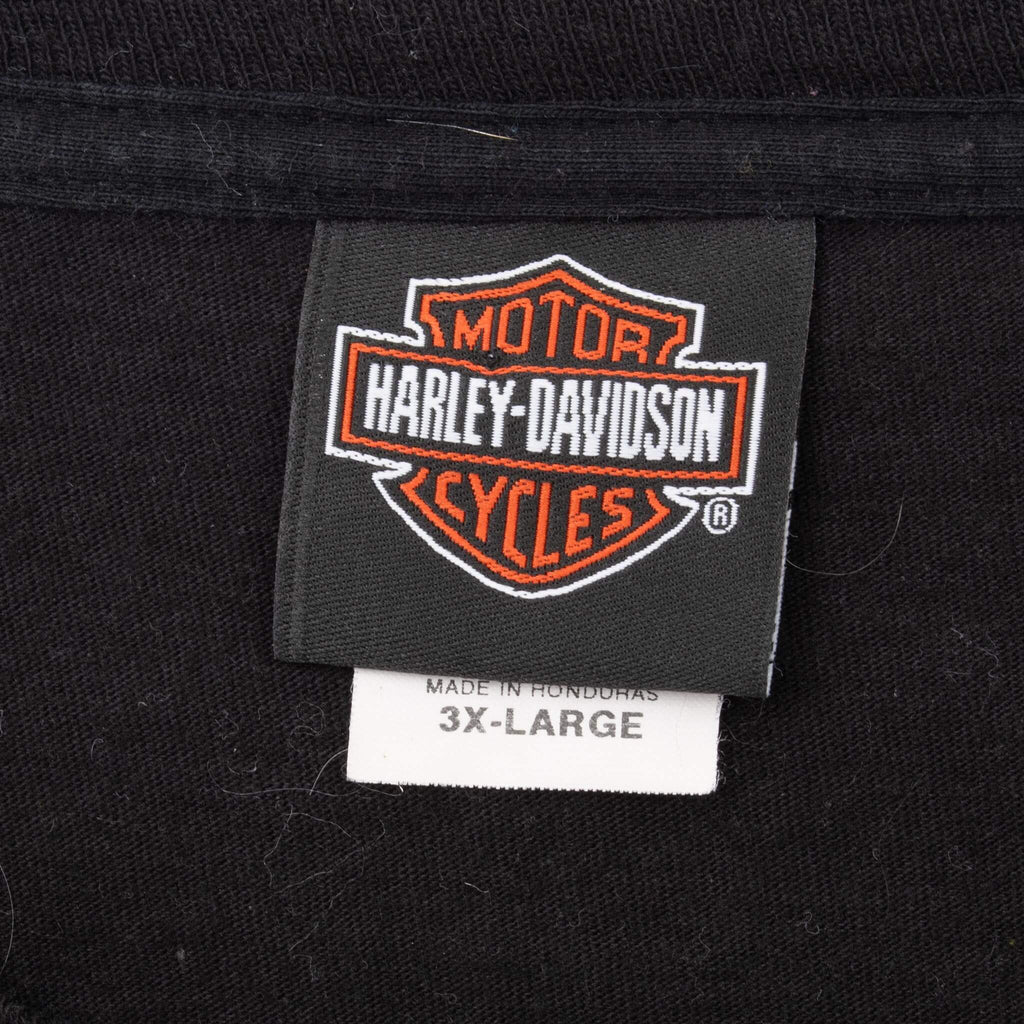 MOTOR
HARLEY-DAVIDSON
CYCLES
®
MADE IN HONDURAS
3X-LARGE